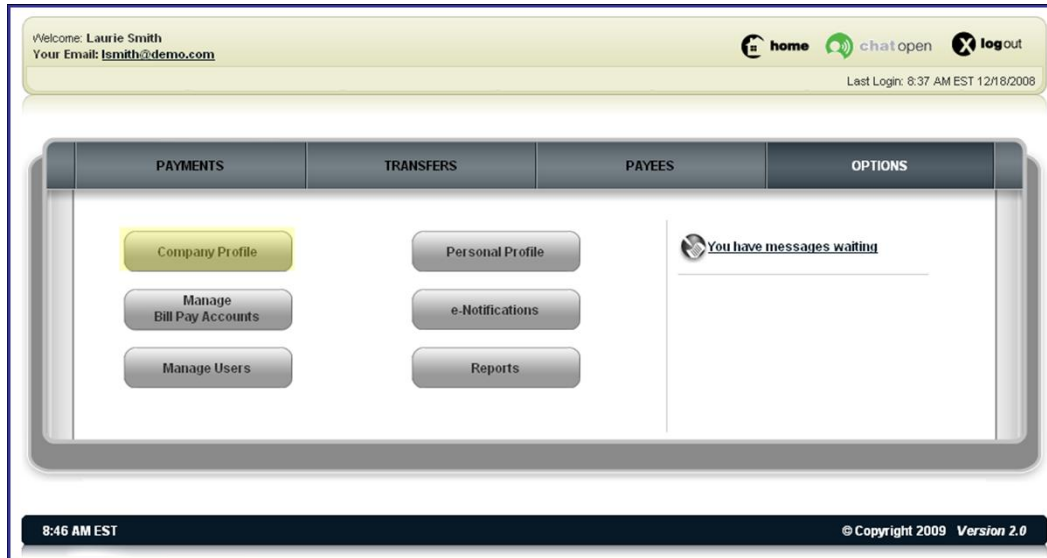 Welcome: Laurie Smith
Your Email: lsmith@demo.com
home
chat open
logout
Last Login: 8:37 AM EST 12/18/2008
PAYMENTS
TRANSFERS
PAYEES
OPTIONS
Company Profile
Personal Profile
You have messages waiting
Manage
Bill Pay Accounts
e-Notifications
Manage Users
Reports
8:46 AM EST
© Copyright 2009 Version 2.0